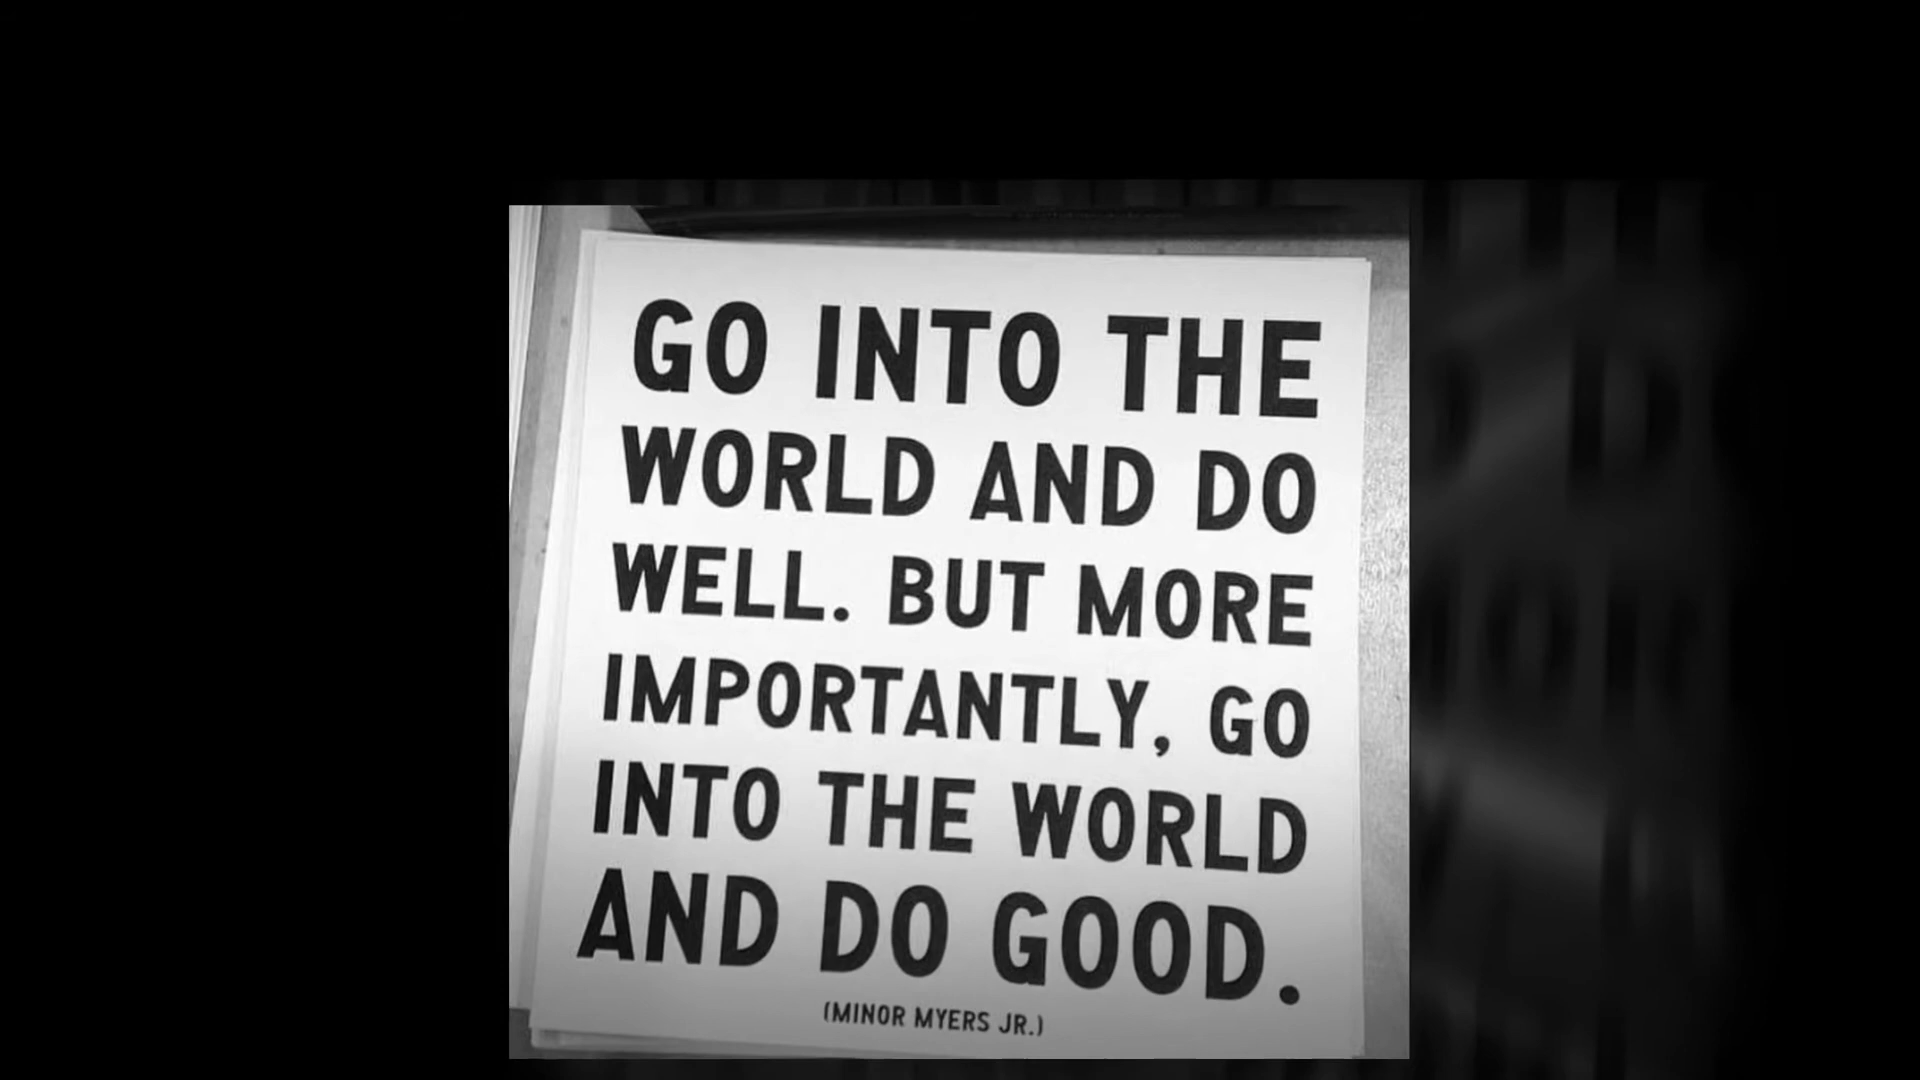 GO INTO THE
WORLD AND DO
WELL. BUT MORE
IMPORTANTLY, GO
INTO THE WORLD
AND DO GOOD.
(MINOR MYERS JR.)